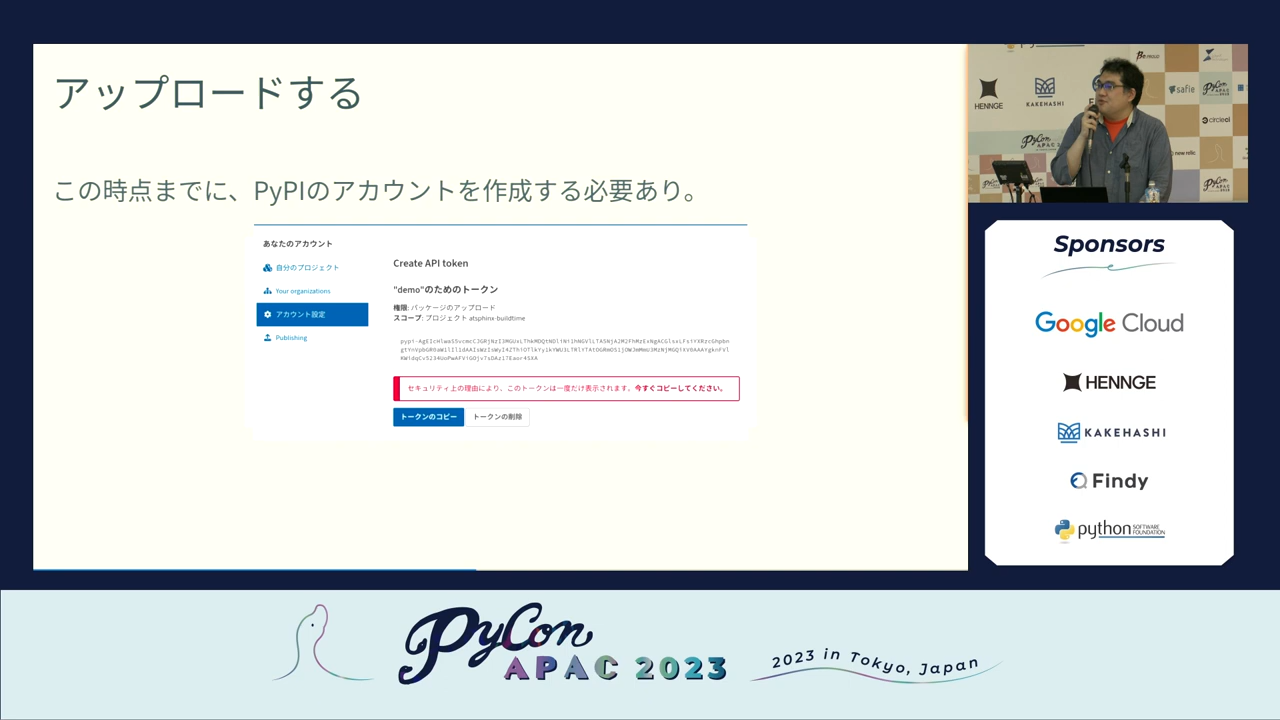 アップロードする
この時点までに、PyPIのアカウントを作成する必要あり。
あなたのアカウント
自分のプロジェクト
Your organizations
アカウント設定
Publishing
Create API token
"demo"のためのトークン
権限: パッケージのアップロード
スコープ: プロジェクト atsphinx-buildtime
セキュリティ上の理由により、このトークンは一度だけ表示されます。今すぐコピーしてください。
トークンのコピー
トークンの削除
HENNGE
KAKEHASHI
safie
PyCon
APAC
circleci
new relic
Sponsors
Google Cloud
HENNGE
KAKEHASHI
Findy
python SOFTWARE FOUNDATION
PyCon
APAC 2023
2023 in Tokyo, Japan